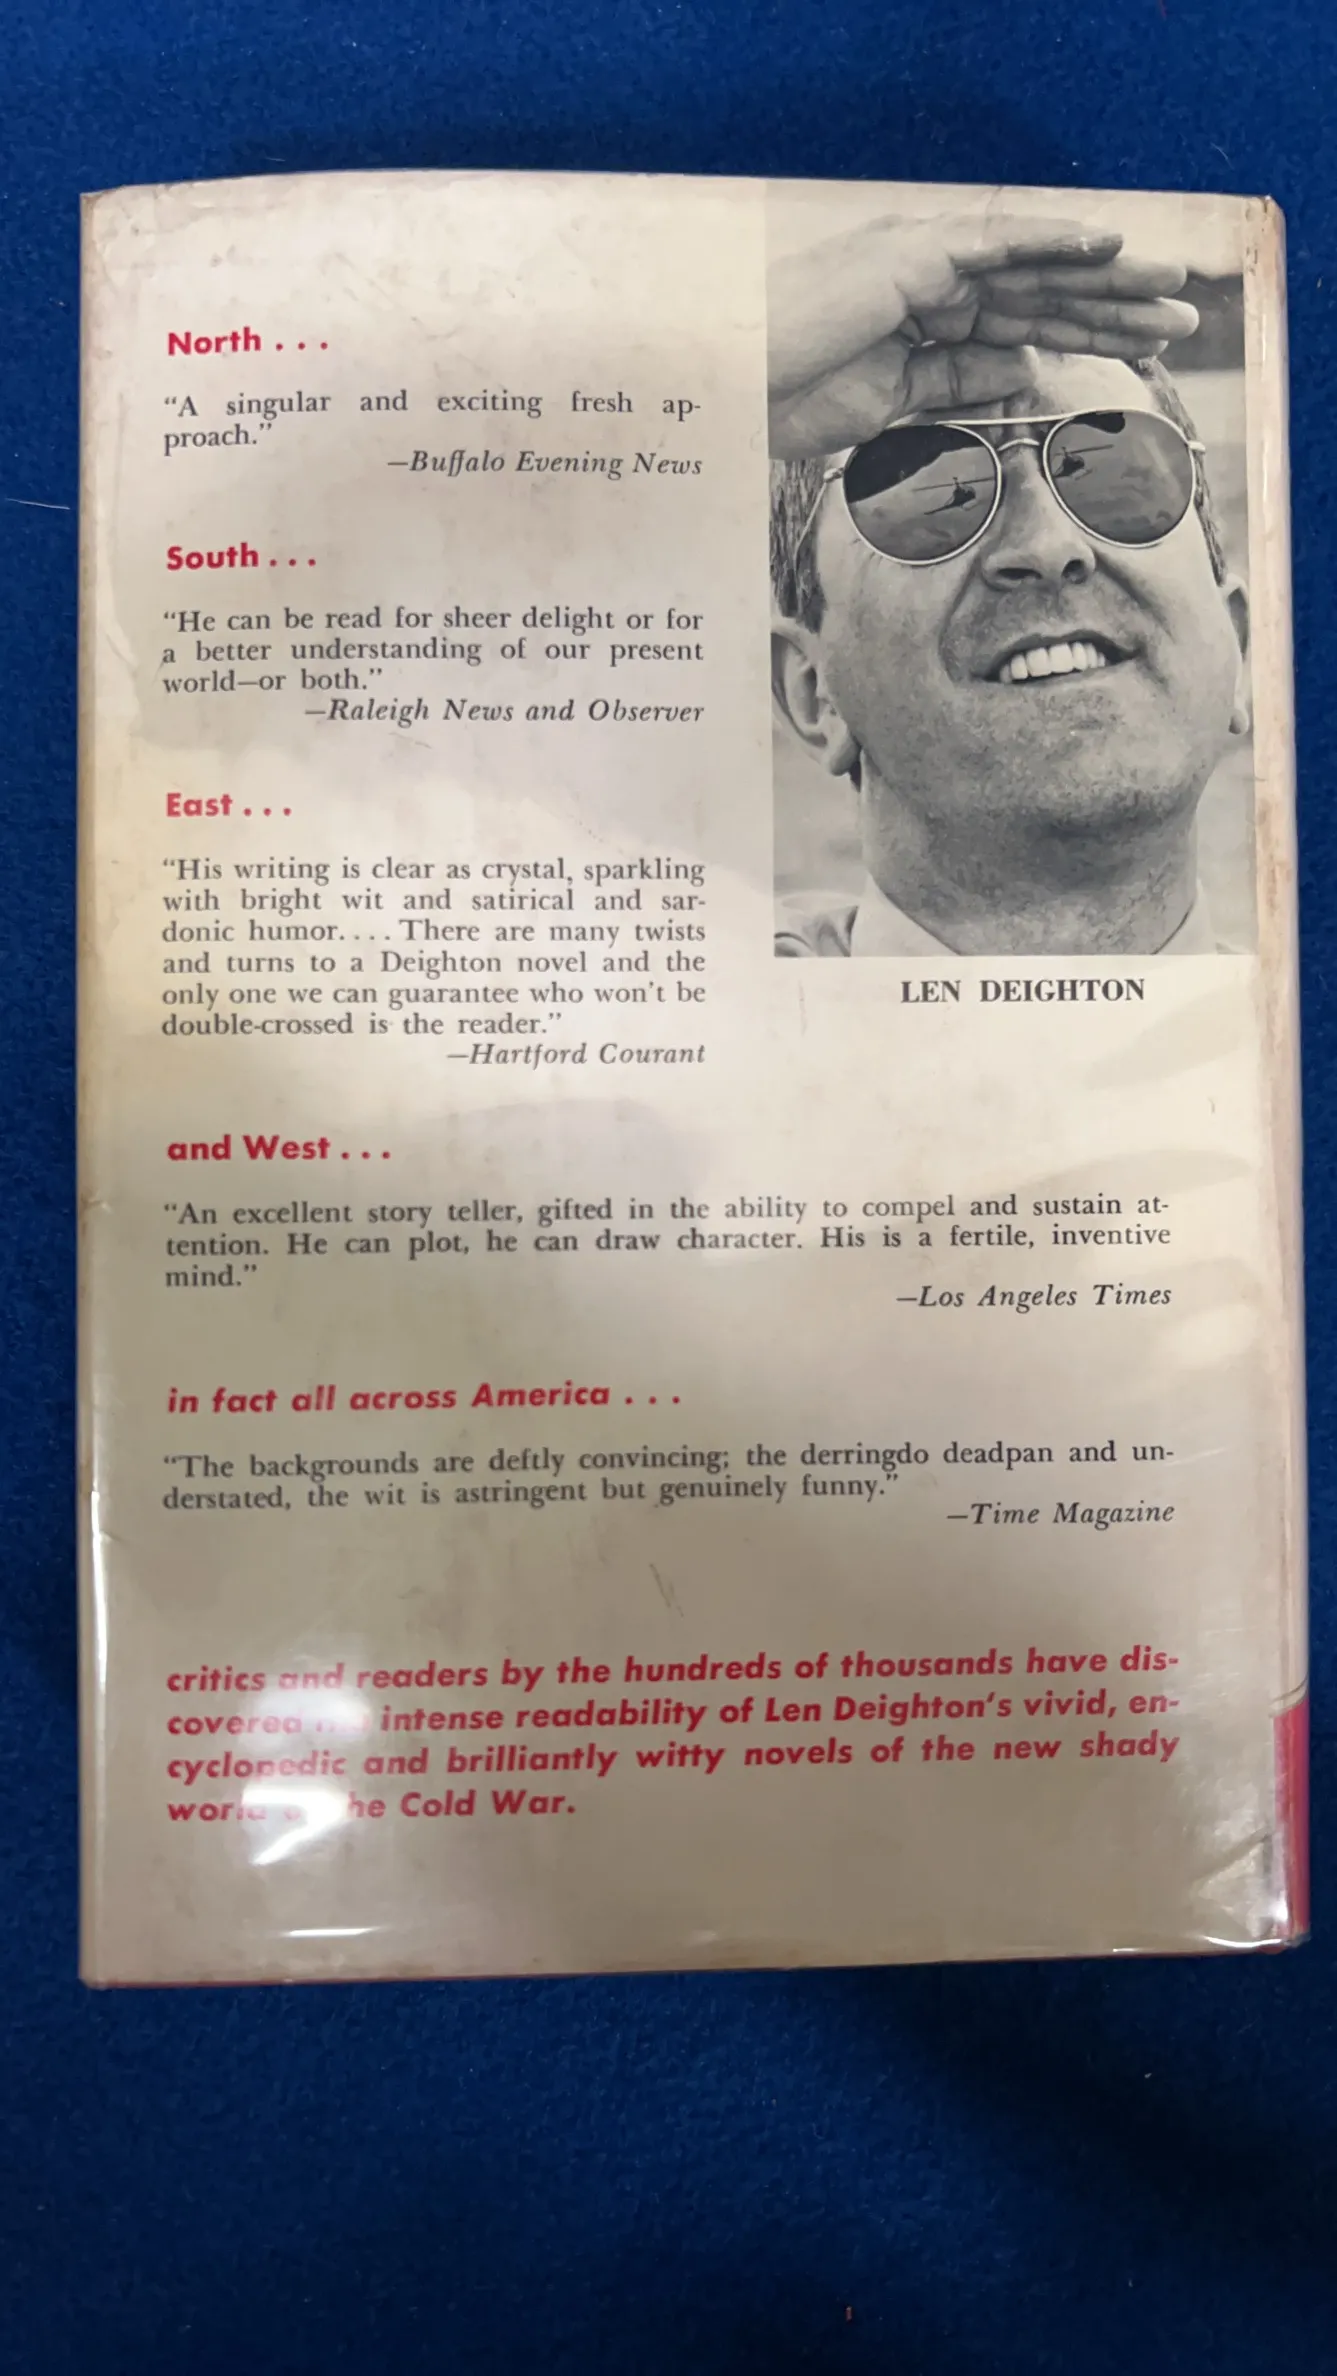 North . . .
“A singular and exciting fresh ap-
proach.”
—Buffalo Evening News
South . . .
“He can be read for sheer delight or for
a better understanding of our present
world—or both.”
—Raleigh News and Observer
East . . .
“His writing is clear as crystal, sparkling
with bright wit and satirical and sar-
donic humor. . . . There are many twists
and turns to a Deighton novel and the
only one we can guarantee who won't be
double-crossed is the reader.”
—Hartford Courant
LEN DEIGHTON
and West . . .
“An excellent story teller, gifted in the ability to compel and sustain at-
tention. He can plot, he can draw character. His is a fertile, inventive
mind.”
—Los Angeles Times
in fact all across America . . .
“The backgrounds are deftly convincing; the derringdo deadpan and un-
derstated, the wit is astringent but genuinely funny.”
—Time Magazine
critics and readers by the hundreds of thousands have dis-
covered intense readability of Len Deighton's vivid, en-
cyclopedic and brilliantly witty novels of the new shady
world the Cold War.